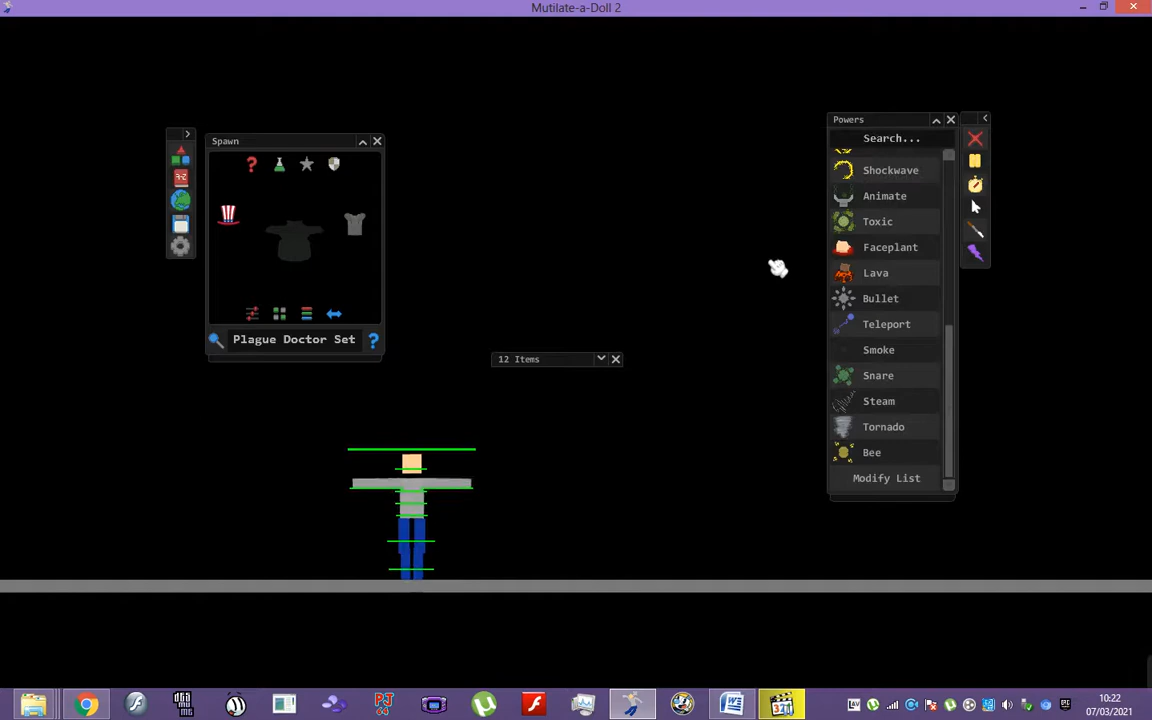 Mutilate-a-Doll 2
Spawn
Plague Doctor Set
12 Items
Powers
Search...
Shockwave
Animate
Toxic
Faceplant
Lava
Bullet
Teleport
Smoke
Snare
Steam
Tornado
Bee
Modify List
10:22
07/03/2021